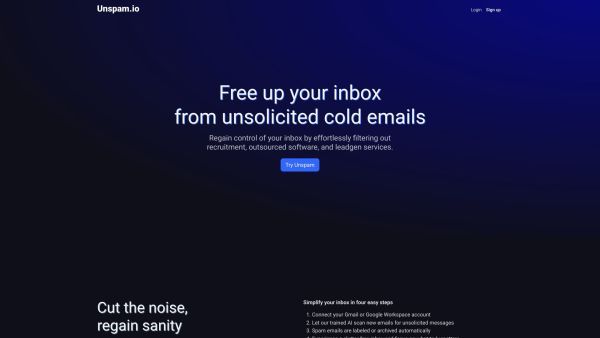 Unspam.io
Login Sign up
Free up your inbox
from unsolicited cold emails
Regain control of your inbox by effortlessly filtering out
recruitment, outsourced software, and leadgen services.
Try Unspam
Cut the noise,
regain sanity
Simplify your inbox in four easy steps
1. Connect your Gmail or Google Workspace account
2. Let our trained AI scan new emails for unsolicited messages
3. Spam emails are labeled or archived automatically